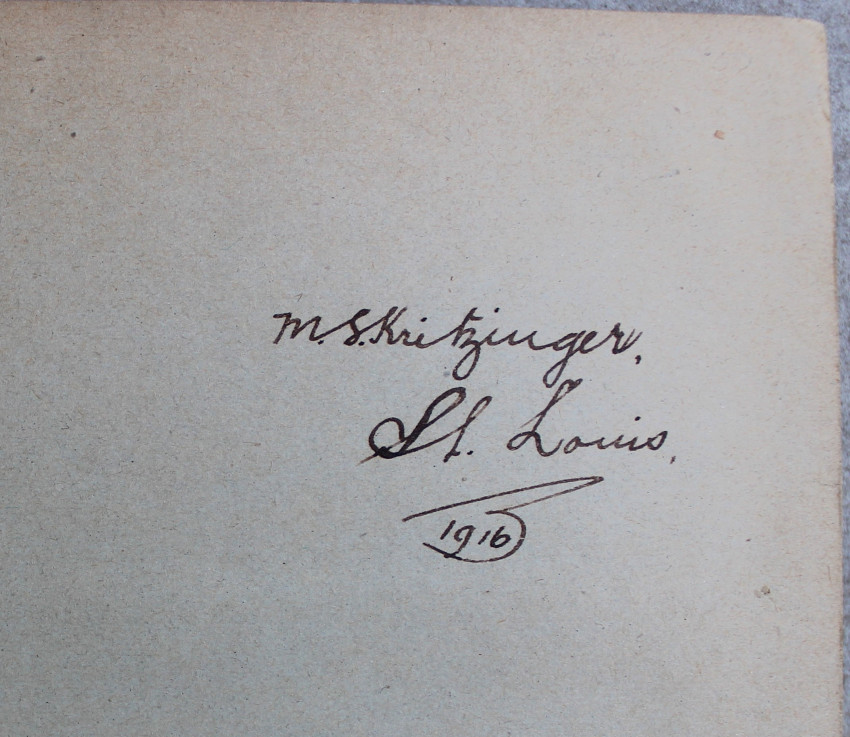 M. S. Kritzinger,
St. Louis,
1916